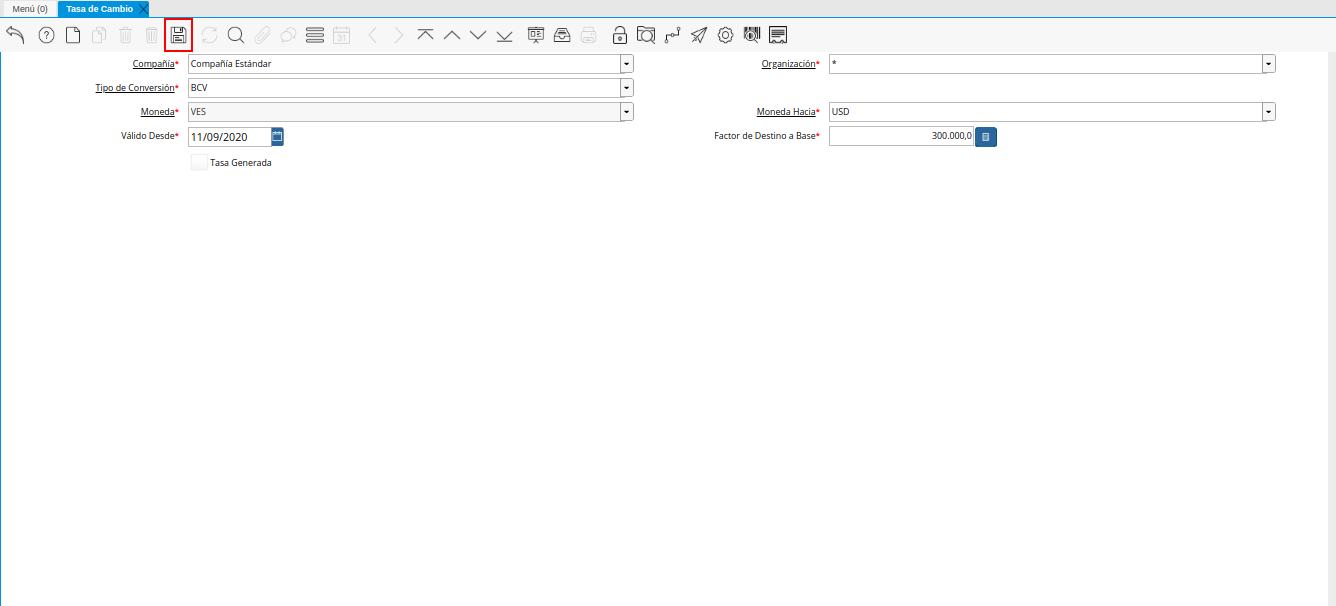 Menú (0) Tasa de Cambio
Compañía* Compañía Estándar Organización* *
Tipo de Conversión* BCV
Moneda* VES Moneda Hacia* USD
Válido Desde* 11/09/2020 Factor de Destino a Base* 300.000,0
Tasa Generada